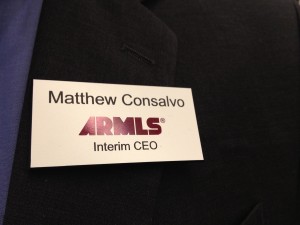 Matthew Consalvo
ARMLS®
Interim CEO